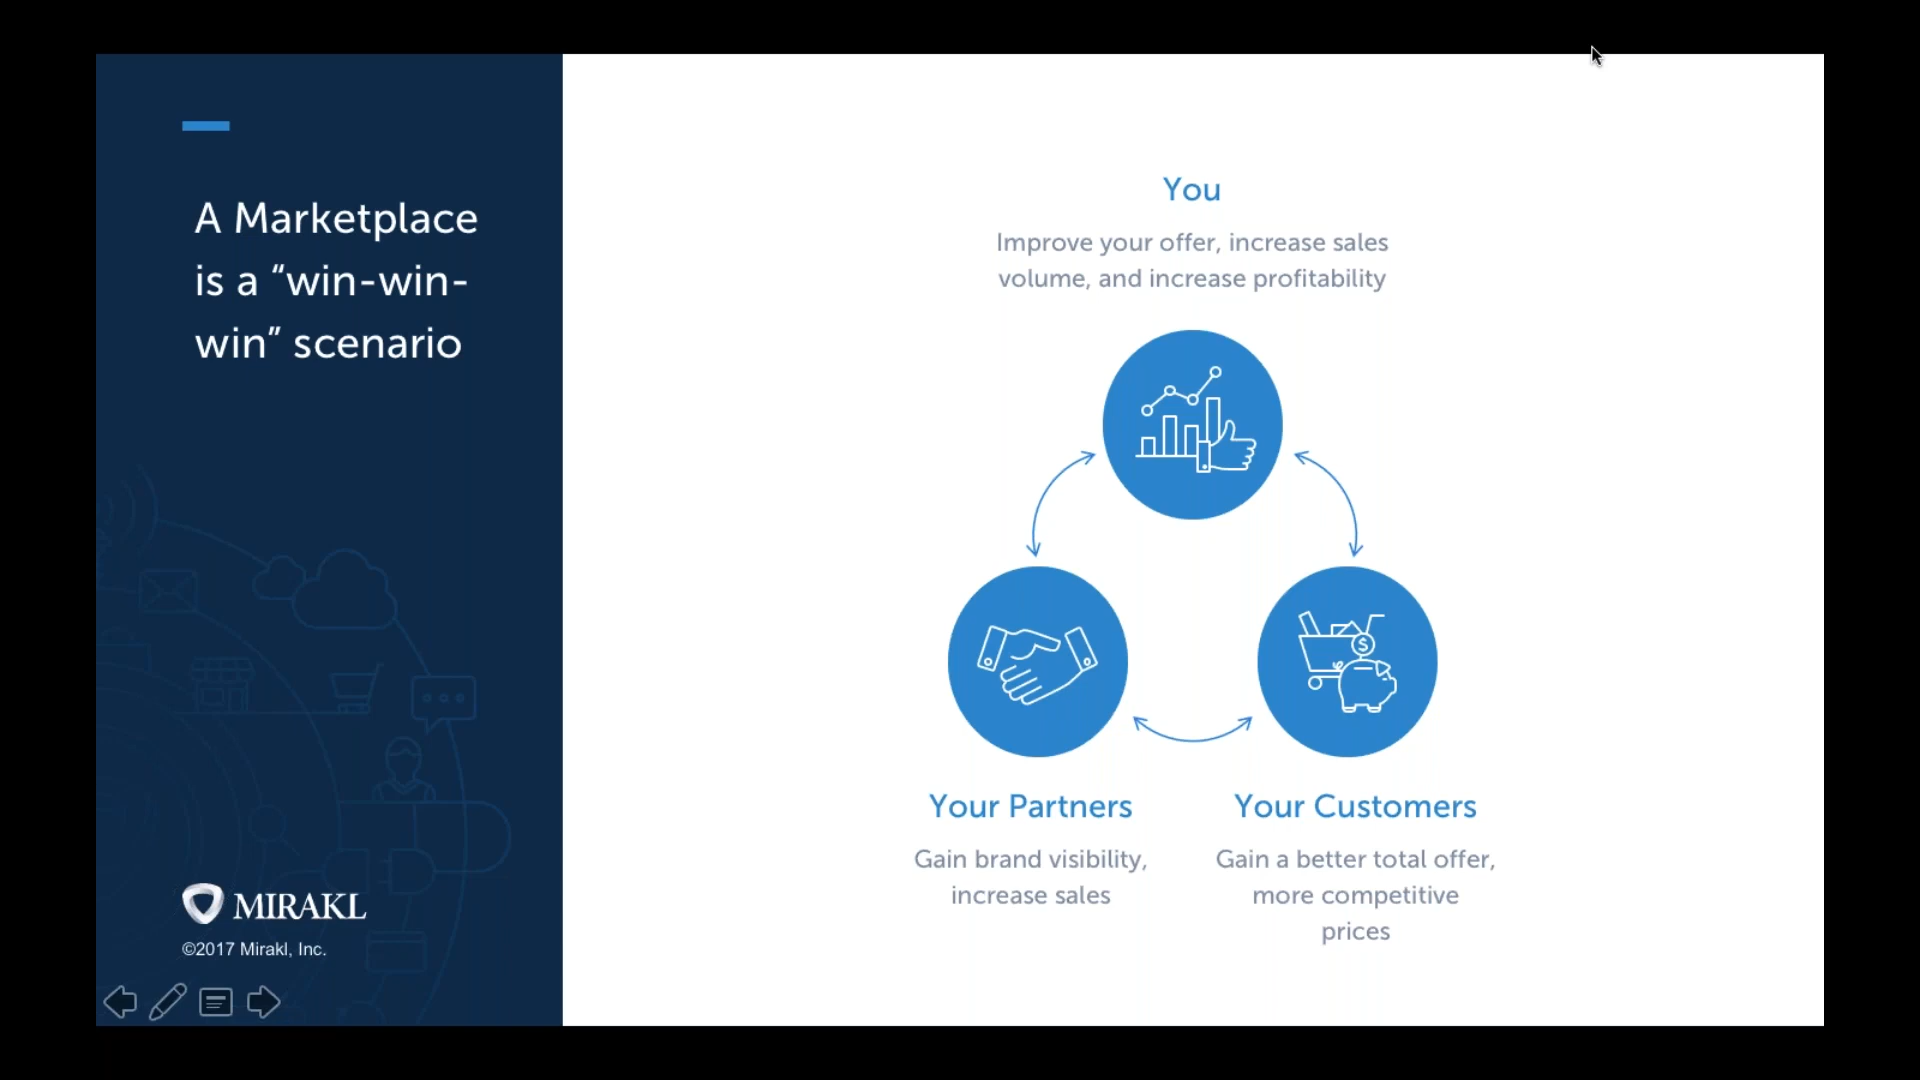 A Marketplace
is a “win-win-
win” scenario
You
Improve your offer, increase sales
volume, and increase profitability
$
Your Partners
Gain brand visibility,
increase sales
Your Customers
Gain a better total offer,
more competitive
prices
MIRAKL
©2017 Mirakl, Inc.